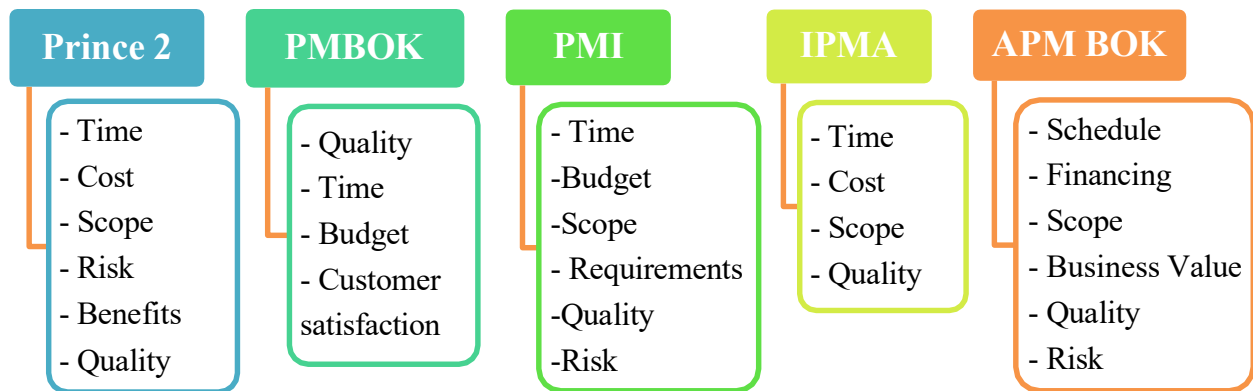 Prince 2
- Time
- Cost
- Scope
- Risk
- Benefits
- Quality
PMBOK
- Quality
- Time
- Budget
- Customer
satisfaction
PMI
- Time
-Budget
-Scope
- Requirements
-Quality
-Risk
IPMA
- Time
- Cost
- Scope
- Quality
APM BOK
- Schedule
- Financing
- Scope
- Business Value
- Quality
- Risk